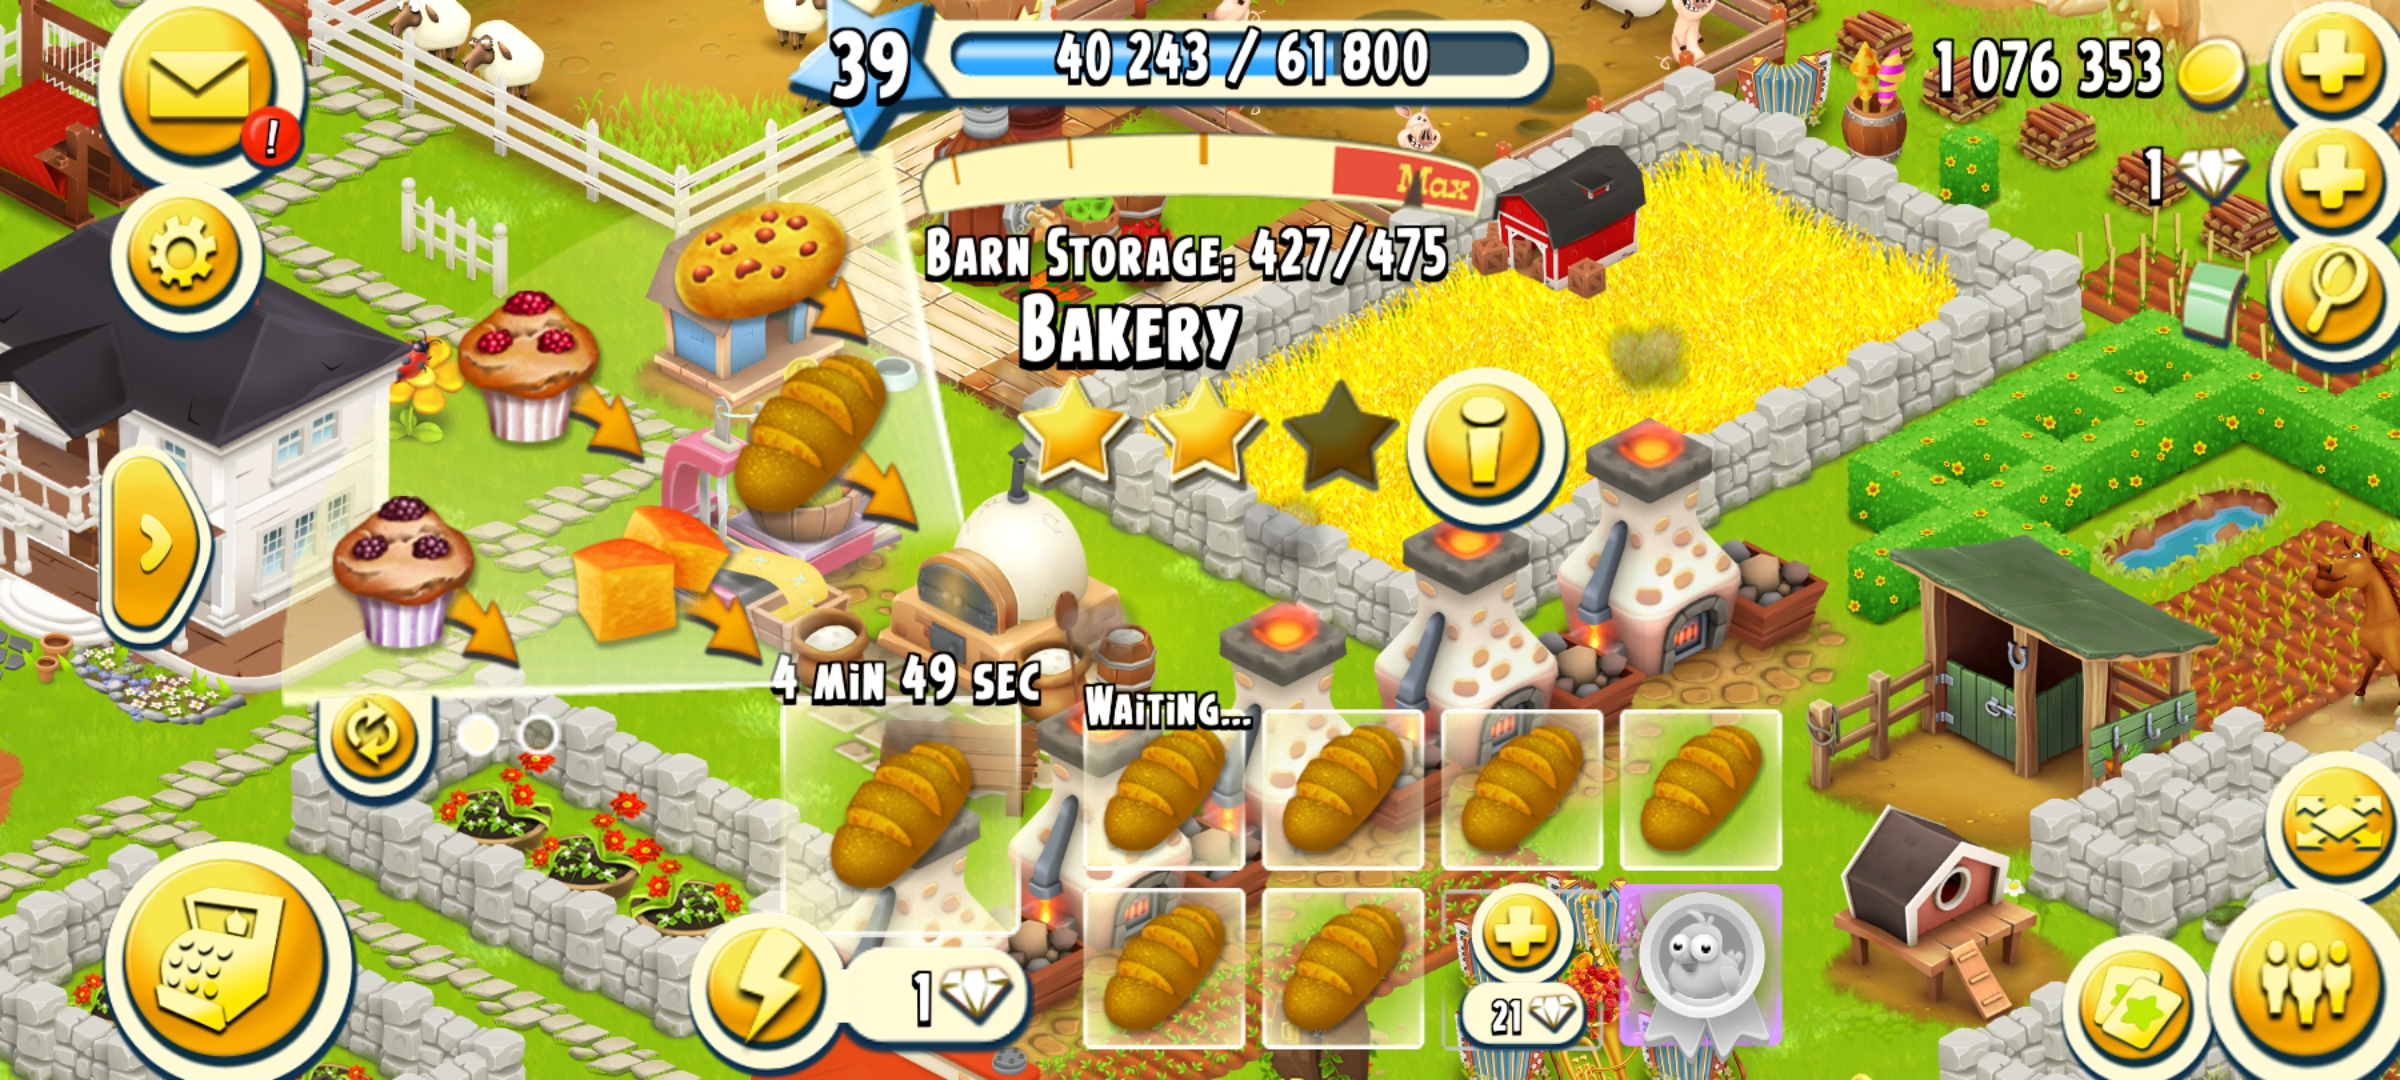 39
40 243 / 61 800
1 076 353
1
Max
Barn Storage: 427/475
Bakery
4 min 49 sec
Waiting...
1
21